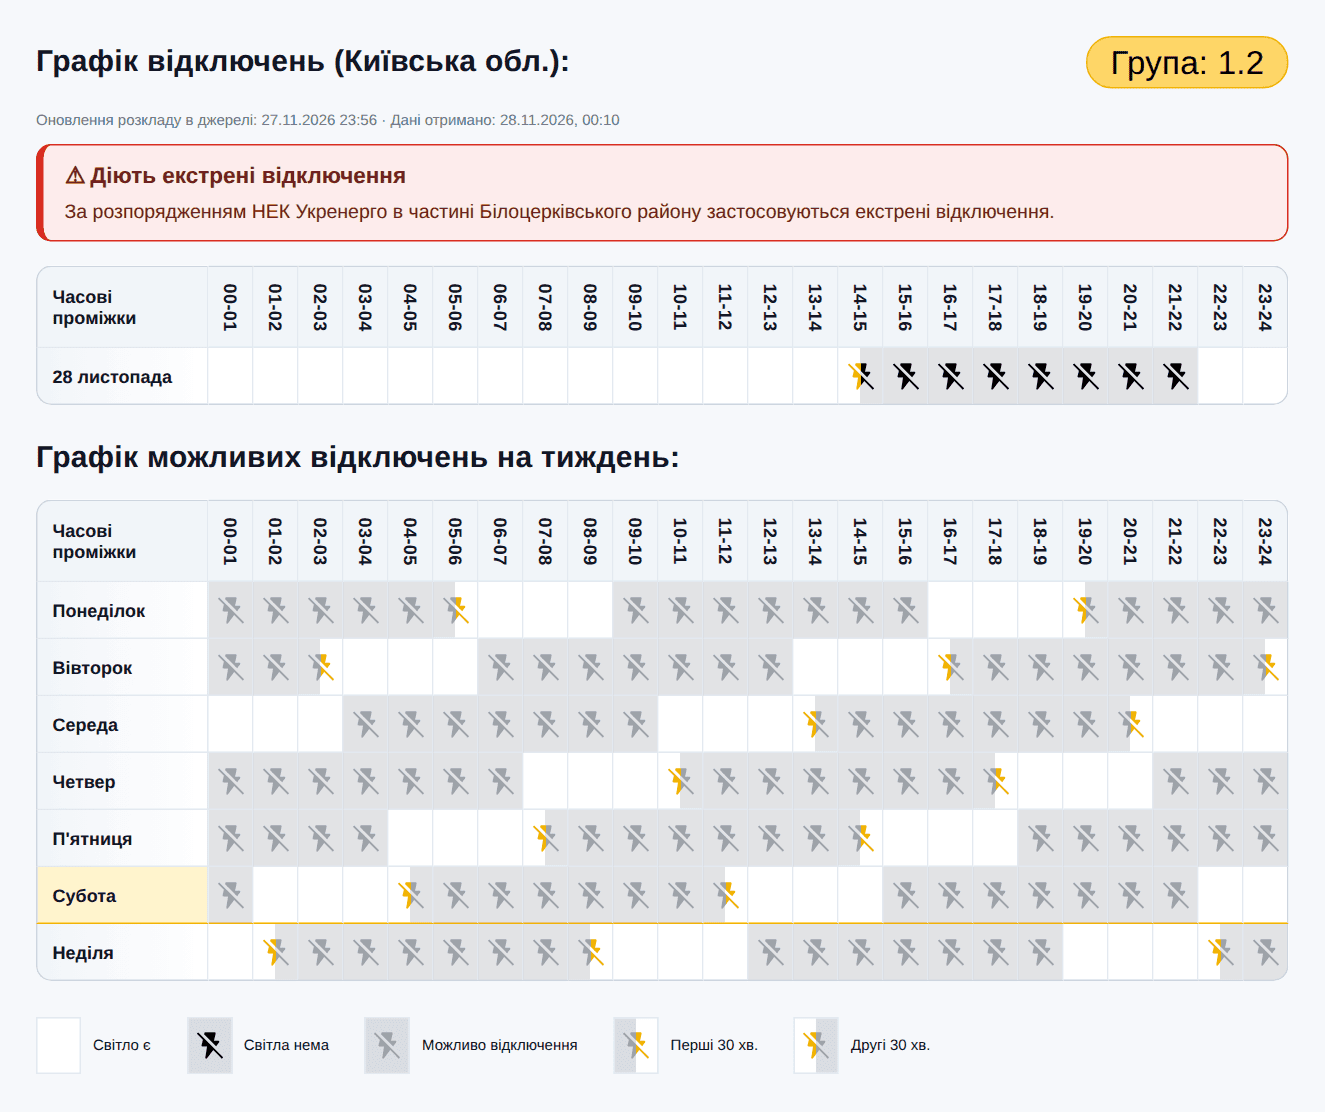 Графік відключень (Київська обл.):
Група: 1.2
Оновлення розкладу в джерелі: 27.11.2026 23:56 · Дані отримано: 28.11.2026, 00:10
⚠ Діють екстрені відключення
За розпорядженням НЕК Укренерго в частині Білоцерківського району застосовуються екстрені відключення.
Часові проміжки 00-01 01-02 02-03 03-04 04-05 05-06 06-07 07-08 08-09 09-10 10-11 11-12 12-13 13-14 14-15 15-16 16-17 17-18 18-19 19-20 20-21 21-22 22-23 23-24
28 листопада
Графік можливих відключень на тиждень:
Часові проміжки 00-01 01-02 02-03 03-04 04-05 05-06 06-07 07-08 08-09 09-10 10-11 11-12 12-13 13-14 14-15 15-16 16-17 17-18 18-19 19-20 20-21 21-22 22-23 23-24
Понеділок
Вівторок
Середа
Четвер
П'ятниця
Субота
Неділя
Світло є Світла нема Можливо відключення Перші 30 хв. Другі 30 хв.